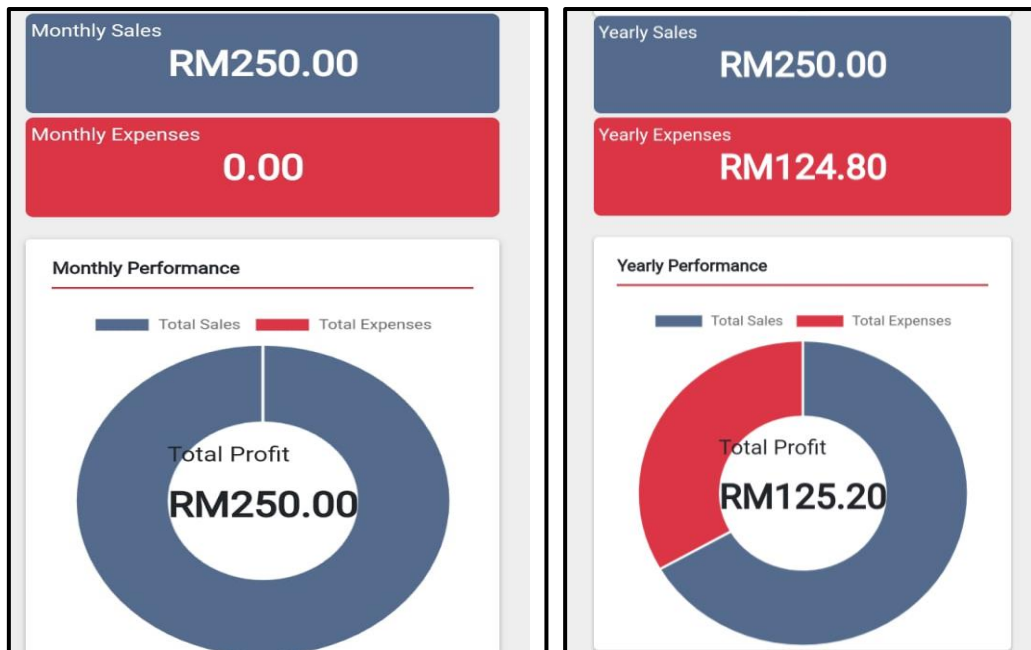 Monthly Sales
RM250.00
Monthly Expenses
0.00
Monthly Performance
Total Sales Total Expenses
Total Profit
RM250.00
Yearly Sales
RM250.00
Yearly Expenses
RM124.80
Yearly Performance
Total Sales Total Expenses
Total Profit
RM125.20